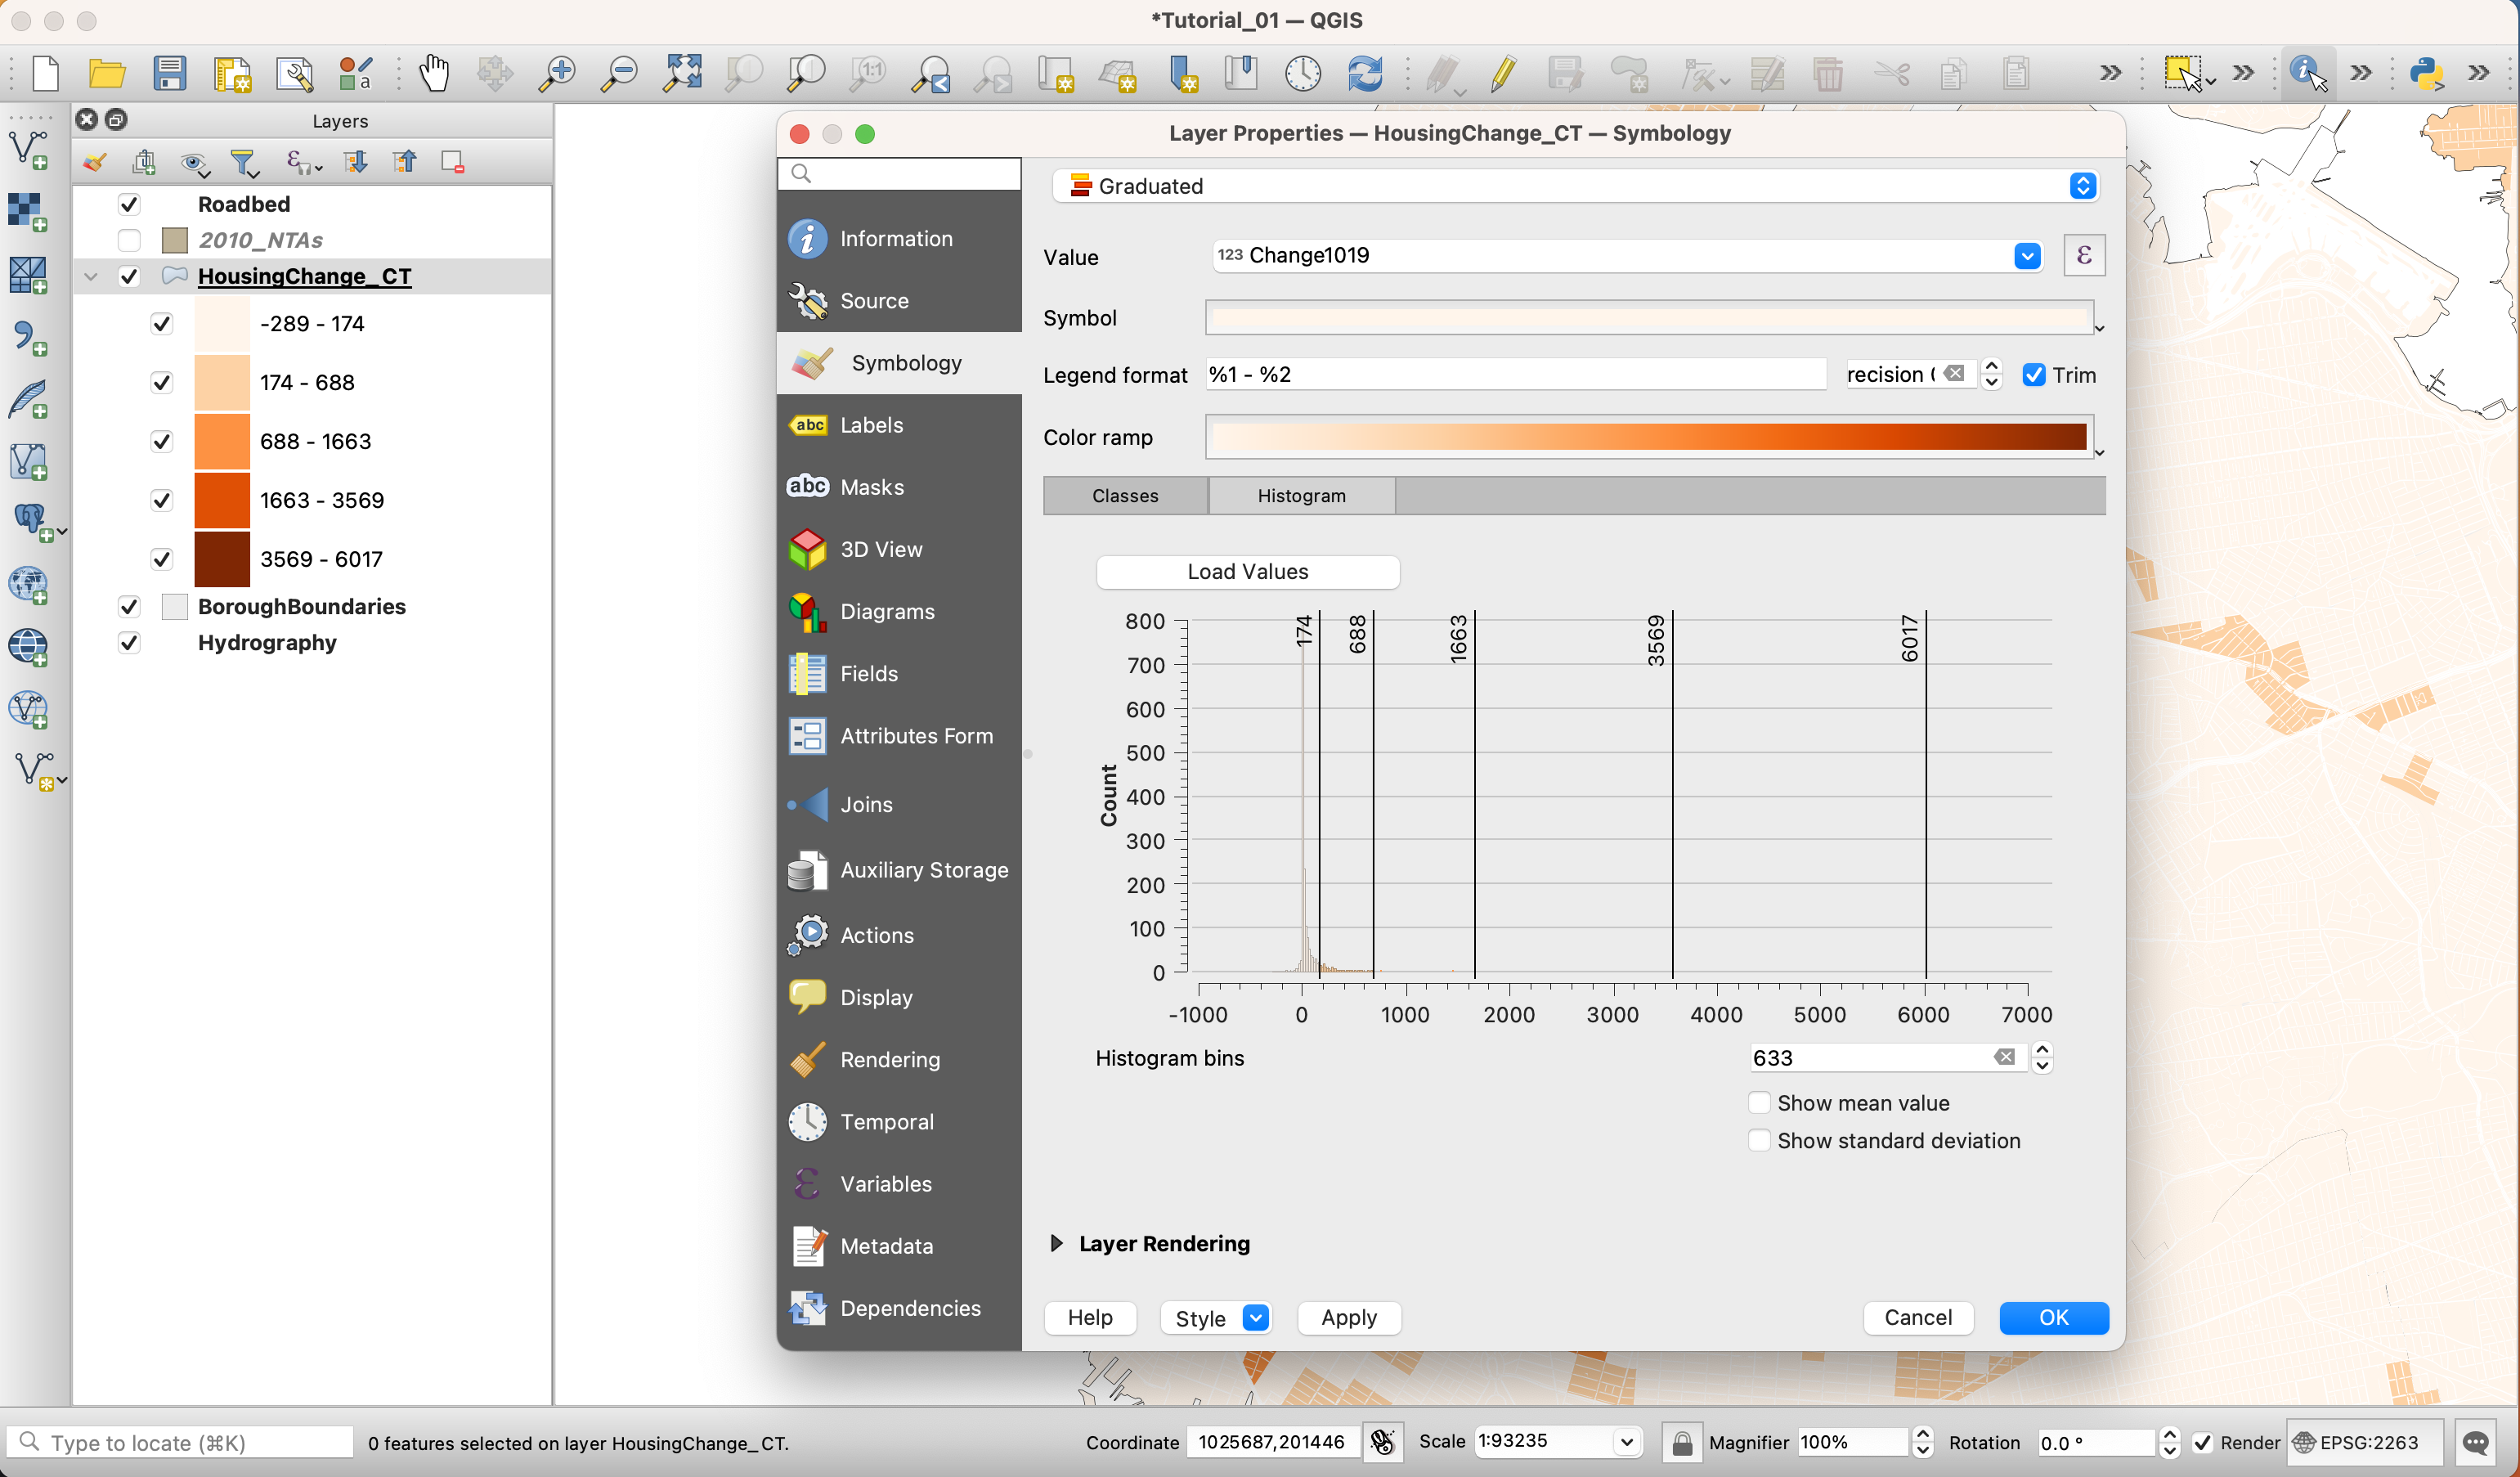 *Tutorial_01 — QGIS
Layers
Roadbed
2010_NTAs
HousingChange_CT
-289 - 174
174 - 688
688 - 1663
1663 - 3569
3569 - 6017
BoroughBoundaries
Hydrography
Layer Properties — HousingChange_CT — Symbology
Information
Source
Symbology
Labels
Masks
3D View
Diagrams
Fields
Attributes Form
Joins
Auxiliary Storage
Actions
Display
Rendering
Temporal
Variables
Metadata
Dependencies
Graduated
Value 123 Change1019 ε
Symbol
Legend format %1 - %2 recision Trim
Color ramp
Classes Histogram
Load Values
174 688 1663 3569 6017
800
700
600
500
400
300
200
100
0
Count
-1000 0 1000 2000 3000 4000 5000 6000 7000
Histogram bins 633
Show mean value
Show standard deviation
Layer Rendering
Help Style Apply Cancel OK
Type to locate (⌘K) 0 features selected on layer HousingChange_CT. Coordinate 1025687,201446 Scale 1:93235 Magnifier 100% Rotation 0.0 ° Render EPSG:2263